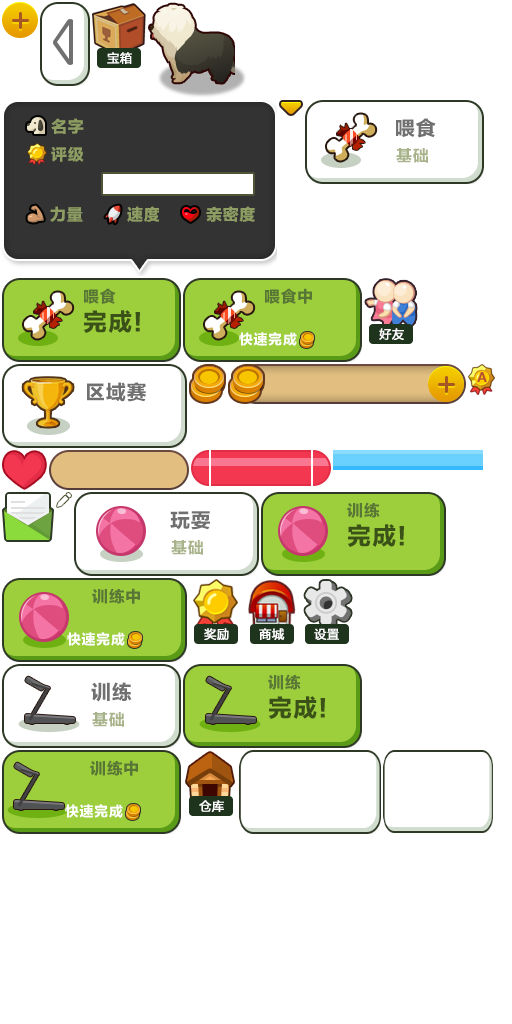 宝箱
名字
评级
力量 速度 亲密度
喂食
基础
喂食
完成!
喂食中
快速完成
好友
区域赛
A
玩耍
基础
训练
完成!
训练中
快速完成
奖励
商城
设置
训练
基础
训练
完成!
训练中
快速完成
仓库